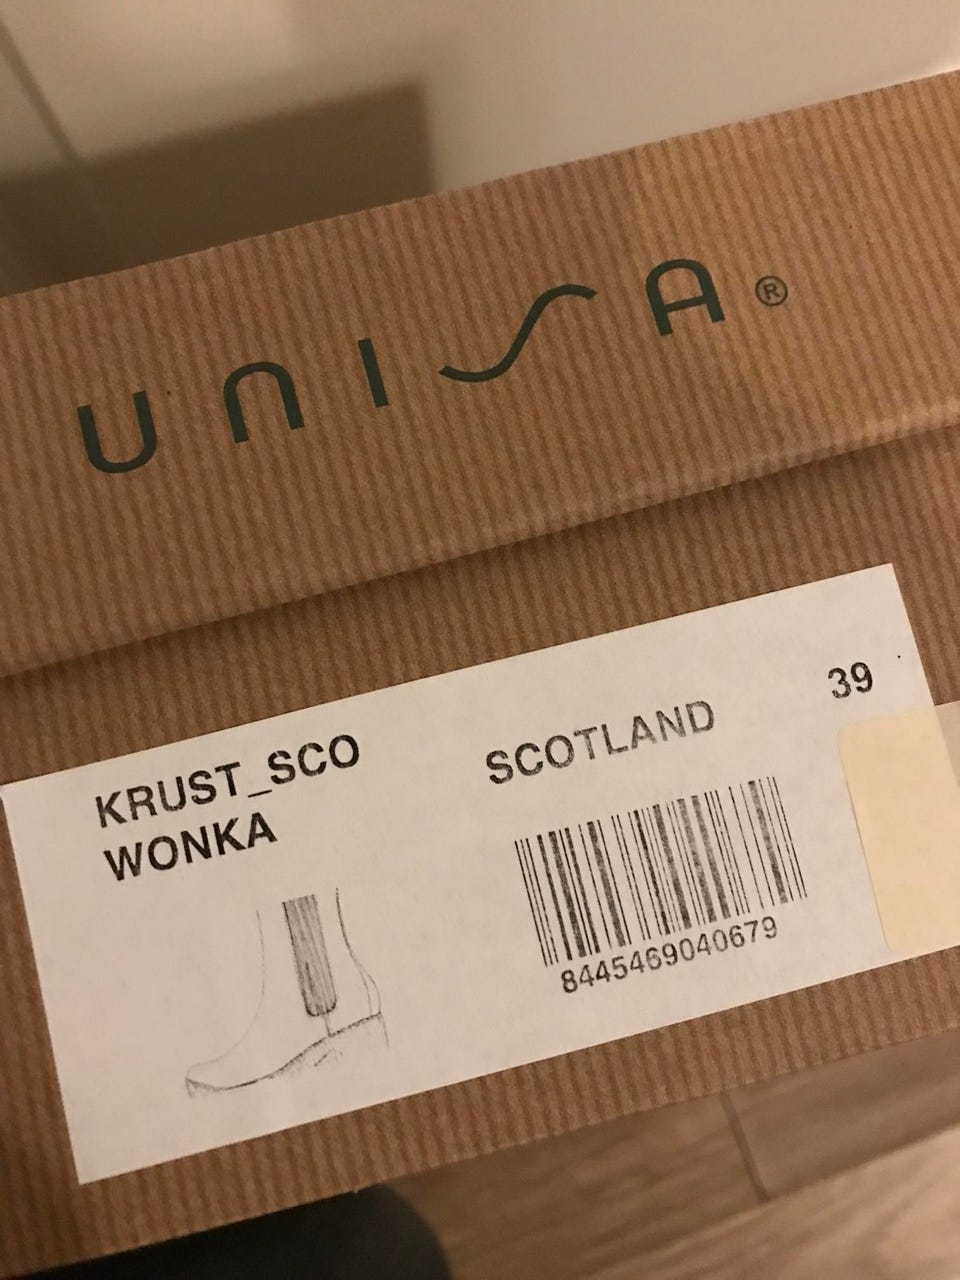 UNISA®
KRUST_SCO
WONKA
SCOTLAND
39
8445469040679